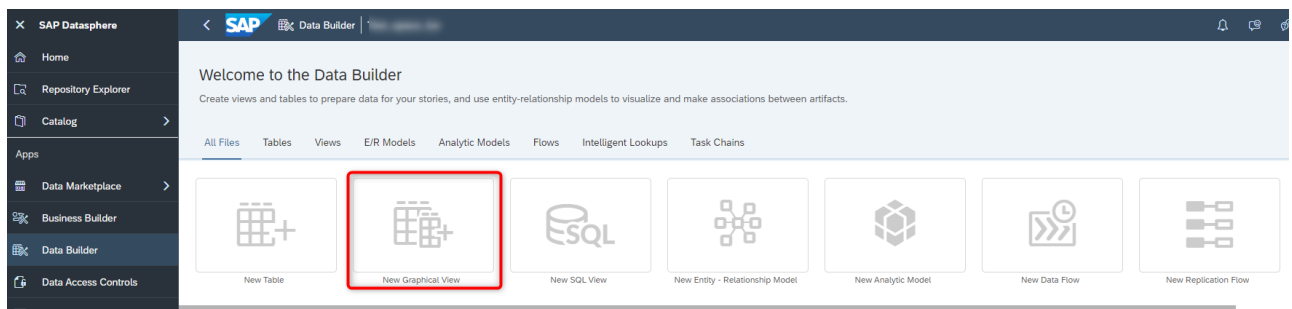 SAP Datasphere
Home
Repository Explorer
Catalog
Apps
Data Marketplace
Business Builder
Data Builder
Data Access Controls
SAP Data Builder
Welcome to the Data Builder
Create views and tables to prepare data for your stories, and use entity-relationship models to visualize and make associations between artifacts.
All Files Tables Views E/R Models Analytic Models Flows Intelligent Lookups Task Chains
SQL
New Table New Graphical View New SQL View New Entity - Relationship Model New Analytic Model New Data Flow New Replication Flow